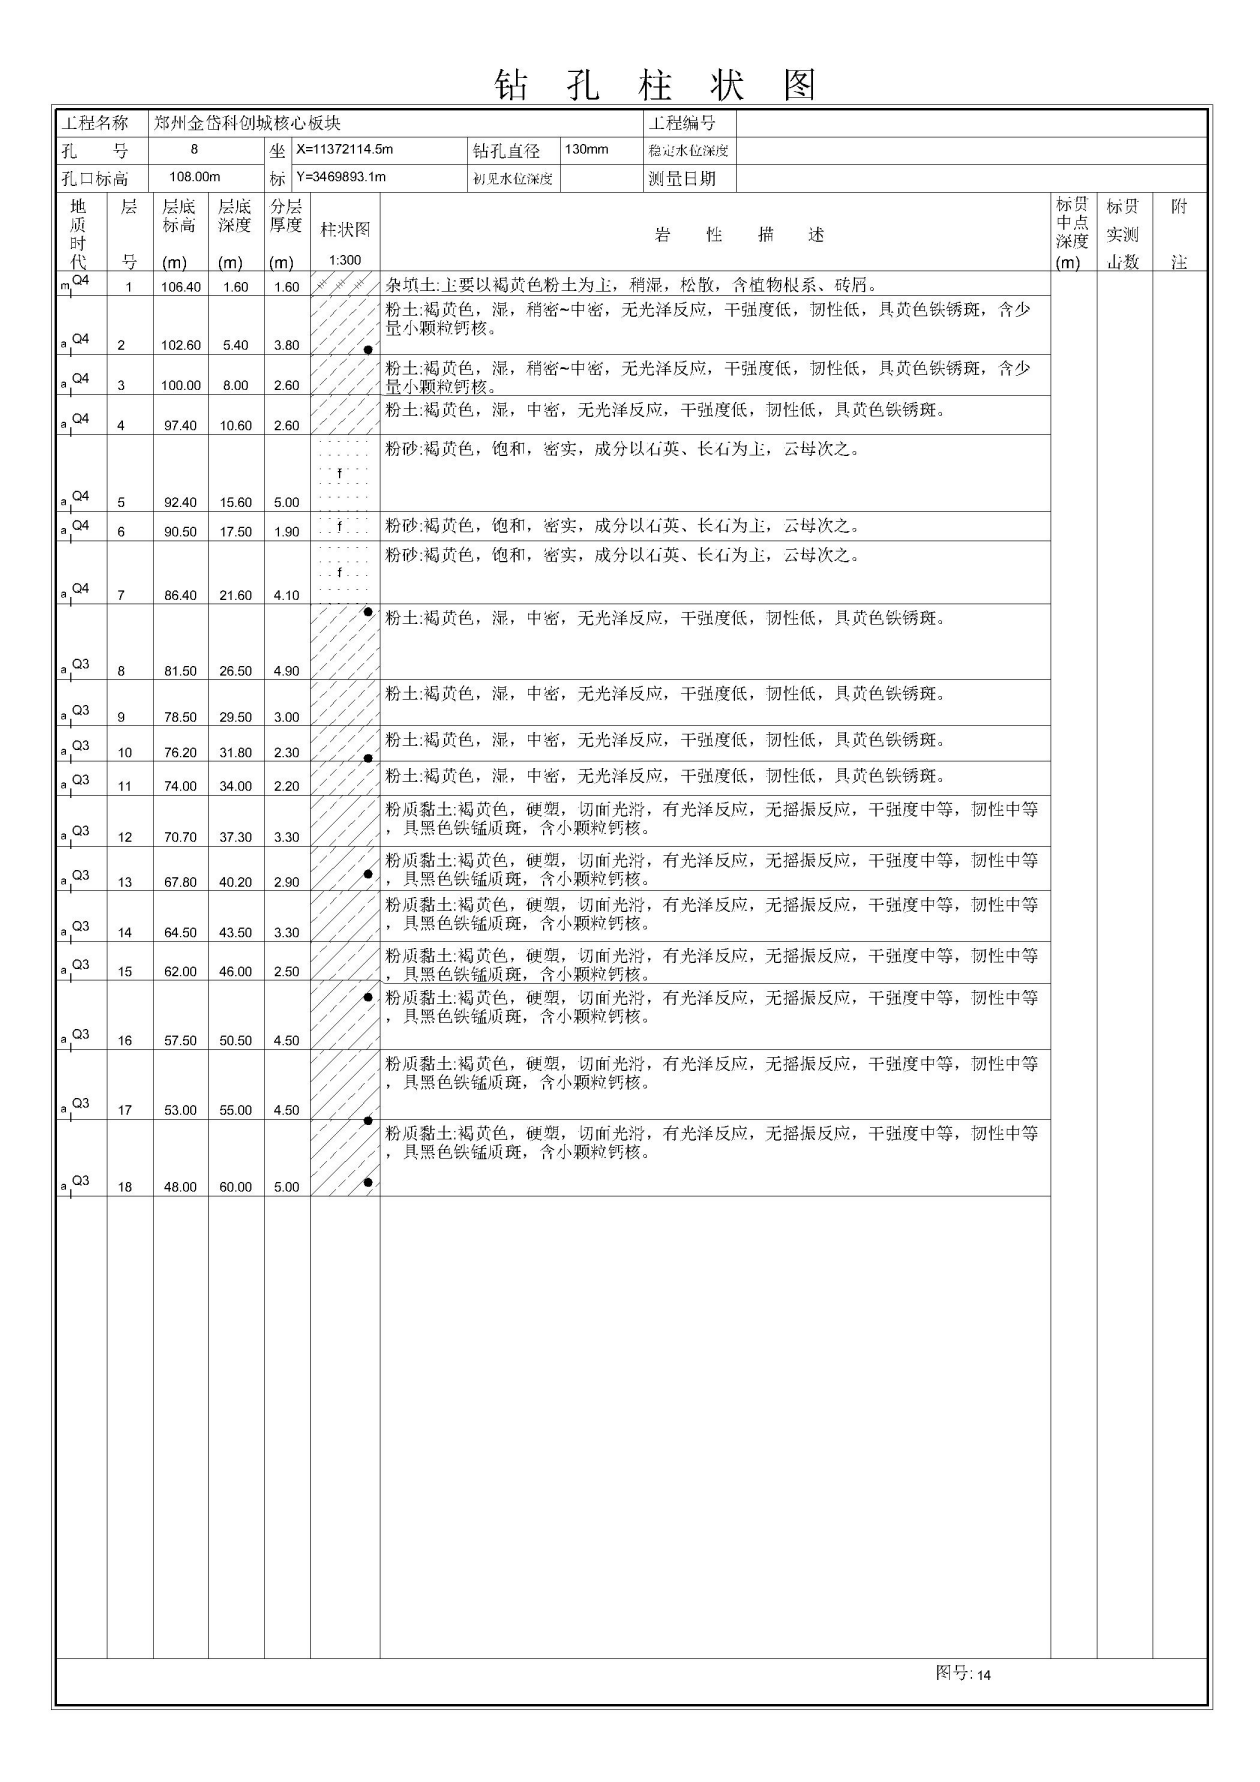 钻 孔 柱 状 图
工程名称 郑州金岱科创城核心板块 工程编号
孔 号 8 坐 X=11372114.5m 钻孔直径 130mm 稳定水位深度
孔口标高 108.00m 标 Y=3469893.1m 初见水位深度 测量日期
地质时代 层号 层底标高(m) 层底深度(m) 分层厚度(m) 柱状图 1:300 岩 性 描 述 标贯中点深度(m) 标贯实测击数 附注
mlQ4 1 106.40 1.60 1.60 杂填土:主要以褐黄色粉土为主，稍湿，松散，含植物根系、砖屑。
粉土:褐黄色，湿，稍密~中密，无光泽反应，干强度低，韧性低，具黄色铁锈斑，含少
量小颗粒钙核。
alQ4 2 102.60 5.40 3.80
粉土:褐黄色，湿，稍密~中密，无光泽反应，干强度低，韧性低，具黄色铁锈斑，含少
alQ4 3 100.00 8.00 2.60 量小颗粒钙核。
alQ4 4 97.40 10.60 2.60 粉土:褐黄色，湿，中密，无光泽反应，干强度低，韧性低，具黄色铁锈斑。
粉砂:褐黄色，饱和，密实，成分以石英、长石为主，云母次之。
f
alQ4 5 92.40 15.60 5.00
alQ4 6 90.50 17.50 1.90 f 粉砂:褐黄色，饱和，密实，成分以石英、长石为主，云母次之。
粉砂:褐黄色，饱和，密实，成分以石英、长石为主，云母次之。
f
alQ4 7 86.40 21.60 4.10
粉土:褐黄色，湿，中密，无光泽反应，干强度低，韧性低，具黄色铁锈斑。
alQ3 8 81.50 26.50 4.90
粉土:褐黄色，湿，中密，无光泽反应，干强度低，韧性低，具黄色铁锈斑。
alQ3 9 78.50 29.50 3.00
alQ3 10 76.20 31.80 2.30 粉土:褐黄色，湿，中密，无光泽反应，干强度低，韧性低，具黄色铁锈斑。
alQ3 11 74.00 34.00 2.20 粉土:褐黄色，湿，中密，无光泽反应，干强度低，韧性低，具黄色铁锈斑。
粉质黏土:褐黄色，硬塑，切面光滑，有光泽反应，无摇振反应，干强度中等，韧性中等
alQ3 12 70.70 37.30 3.30 ，具黑色铁锰质斑，含小颗粒钙核。
粉质黏土:褐黄色，硬塑，切面光滑，有光泽反应，无摇振反应，干强度中等，韧性中等
alQ3 13 67.80 40.20 2.90 ，具黑色铁锰质斑，含小颗粒钙核。
粉质黏土:褐黄色，硬塑，切面光滑，有光泽反应，无摇振反应，干强度中等，韧性中等
alQ3 14 64.50 43.50 3.30 ，具黑色铁锰质斑，含小颗粒钙核。
粉质黏土:褐黄色，硬塑，切面光滑，有光泽反应，无摇振反应，干强度中等，韧性中等
alQ3 15 62.00 46.00 2.50 ，具黑色铁锰质斑，含小颗粒钙核。
粉质黏土:褐黄色，硬塑，切面光滑，有光泽反应，无摇振反应，干强度中等，韧性中等
，具黑色铁锰质斑，含小颗粒钙核。
alQ3 16 57.50 50.50 4.50
粉质黏土:褐黄色，硬塑，切面光滑，有光泽反应，无摇振反应，干强度中等，韧性中等
，具黑色铁锰质斑，含小颗粒钙核。
alQ3 17 53.00 55.00 4.50
粉质黏土:褐黄色，硬塑，切面光滑，有光泽反应，无摇振反应，干强度中等，韧性中等
，具黑色铁锰质斑，含小颗粒钙核。
alQ3 18 48.00 60.00 5.00
图号: 14